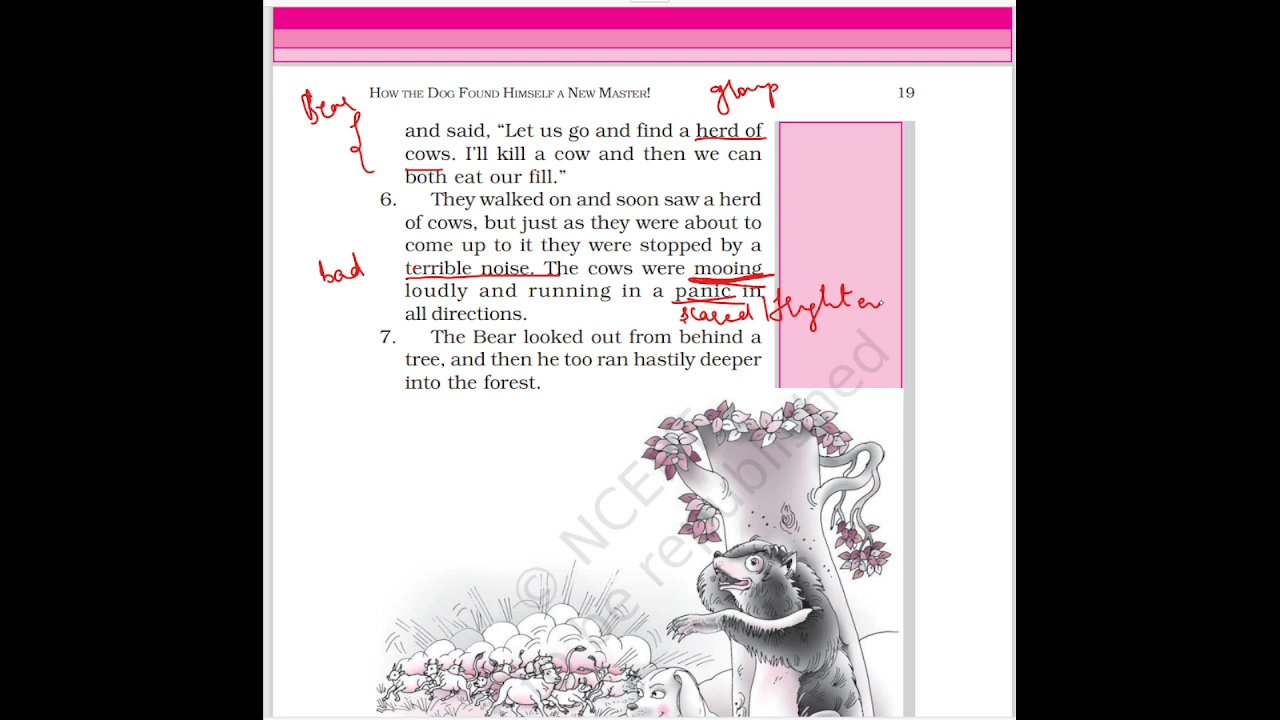 group
HOW THE DOG FOUND HIMSELF A NEW MASTER! 19
Bear
and said, “Let us go and find a herd of
cows. I’ll kill a cow and then we can
both eat our fill.”
6. They walked on and soon saw a herd
of cows, but just as they were about to
come up to it they were stopped by a
bad
terrible noise. The cows were mooing
loudly and running in a panic in
all directions.
scared | frighten
7. The Bear looked out from behind a
tree, and then he too ran hastily deeper
into the forest.
© NCERT
be republished